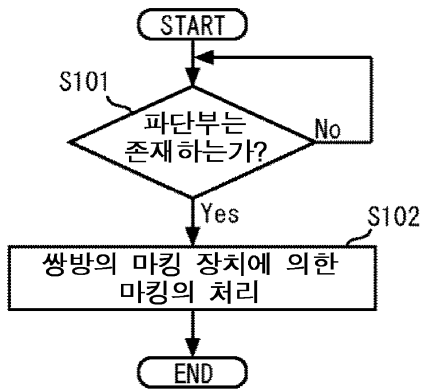 START
S101
파단부는
존재하는가?
No
Yes
S102
쌍방의 마킹 장치에 의한
마킹의 처리
END